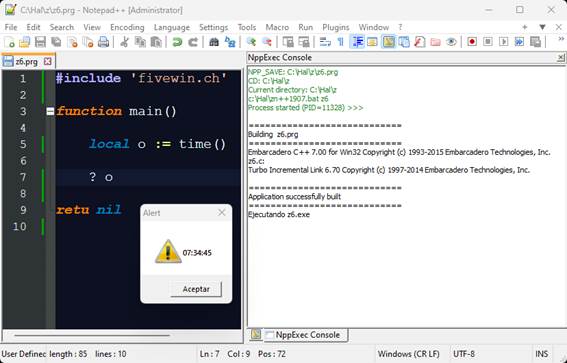 C:\Hal\z\z6.prg - Notepad++ [Administrator]
File Edit Search View Encoding Language Settings Tools Macro Run Plugins Window ?
z6.prg
1 #include 'fivewin.ch'
2
3 function main()
4
5 local o := time()
6
7 ? o
8
9 retu nil
10
Alert
07:34:45
Aceptar
NppExec Console
NPP_SAVE: C:\Hal\z\z6.prg
CD: C:\Hal\z
Current directory: C:\Hal\z
c:\Hal\zn++1907.bat z6
Process started (PID=11328) >>>
============================
Building z6.prg
============================
Embarcadero C++ 7.00 for Win32 Copyright (c) 1993-2015 Embarcadero Technologies, Inc.
z6.c:
Turbo Incremental Link 6.70 Copyright (c) 1997-2014 Embarcadero Technologies, Inc.
============================
Application successfully built
============================
Ejecutando z6.exe
NppExec Console
User Definec length : 85 lines : 10 Ln : 7 Col : 9 Pos : 72 Windows (CR LF) UTF-8 INS